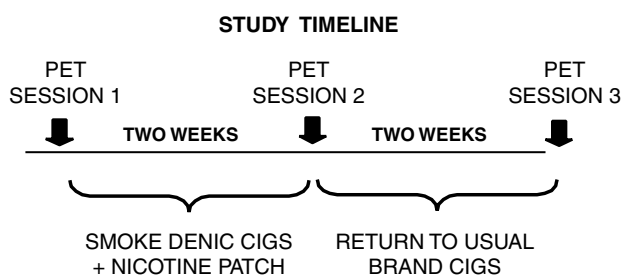 STUDY TIMELINE
PET PET PET
SESSION 1 SESSION 2 SESSION 3
TWO WEEKS TWO WEEKS
SMOKE DENIC CIGS RETURN TO USUAL
+ NICOTINE PATCH BRAND CIGS